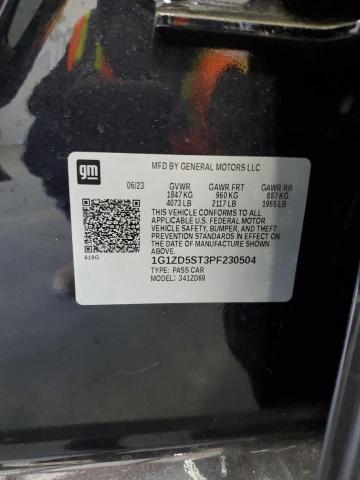 gm
MFD BY GENERAL MOTORS LLC
06/23 GVWR GAWR FRT GAWR RR
1847 KG 960 KG 887 KG
4073 LB 2117 LB 1955 LB
THIS VEHICLE CONFORMS TO ALL
APPLICABLE U.S. FEDERAL MOTOR
VEHICLE SAFETY, BUMPER, AND THEFT
PREVENTION STANDARDS IN EFFECT ON
THE DATE OF MANUFACTURE SHOWN
ABOVE.
619G
1G1ZD5ST3PF230504
TYPE: PASS CAR
MODEL: 341ZD69